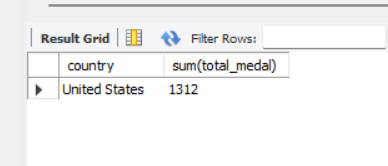 Result Grid Filter Rows:
country sum(total_medal)
United States 1312